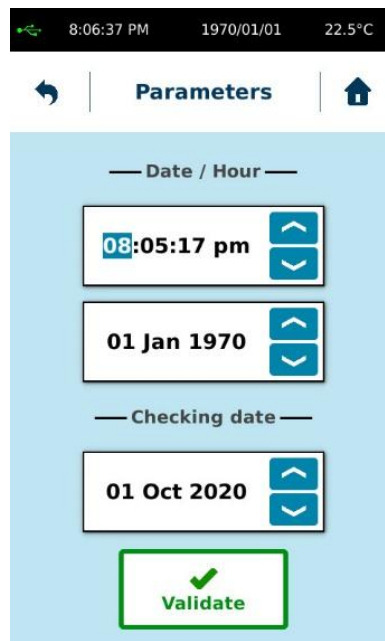 8:06:37 PM 1970/01/01 22.5°C
Parameters
Date / Hour
08:05:17 pm
01 Jan 1970
Checking date
01 Oct 2020
Validate